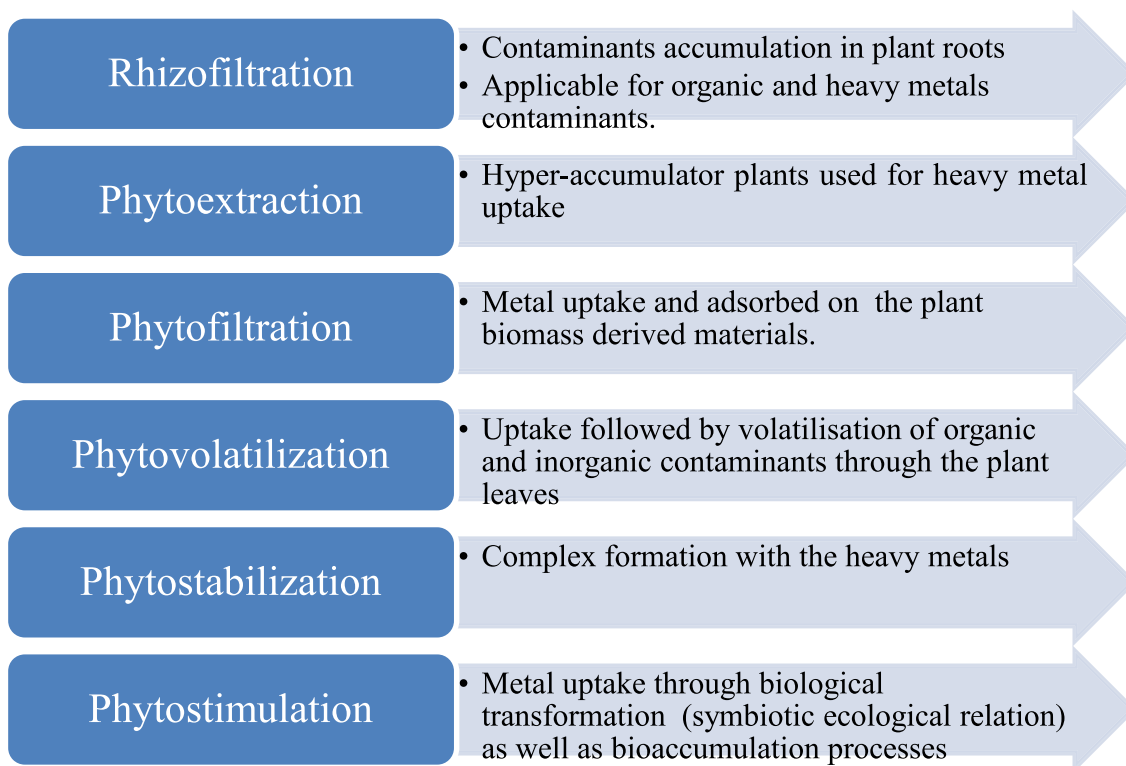 Rhizofiltration
• Contaminants accumulation in plant roots
• Applicable for organic and heavy metals
contaminants.
Phytoextraction
• Hyper-accumulator plants used for heavy metal
uptake
Phytofiltration
• Metal uptake and adsorbed on the plant
biomass derived materials.
Phytovolatilization
• Uptake followed by volatilisation of organic
and inorganic contaminants through the plant
leaves
Phytostabilization
• Complex formation with the heavy metals
Phytostimulation
• Metal uptake through biological
transformation (symbiotic ecological relation)
as well as bioaccumulation processes